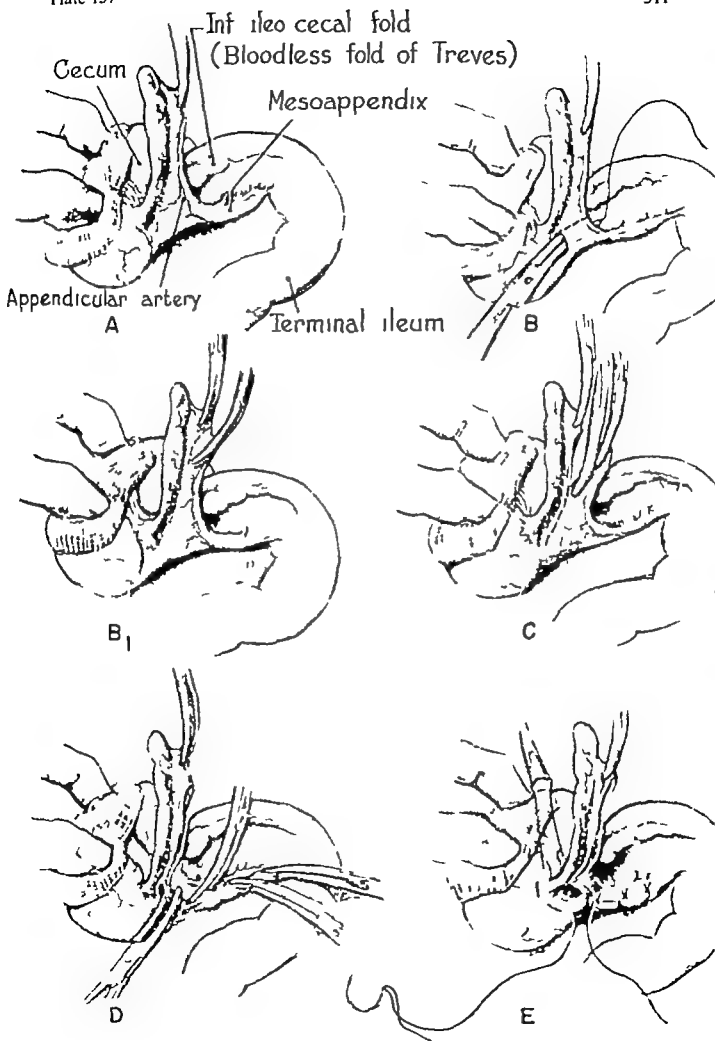 Inf ileo cecal fold
(Bloodless fold of Treves)
Cecum
Mesoappendix
Appendicular artery
A
Terminal ileum
B
B1
C
D
E